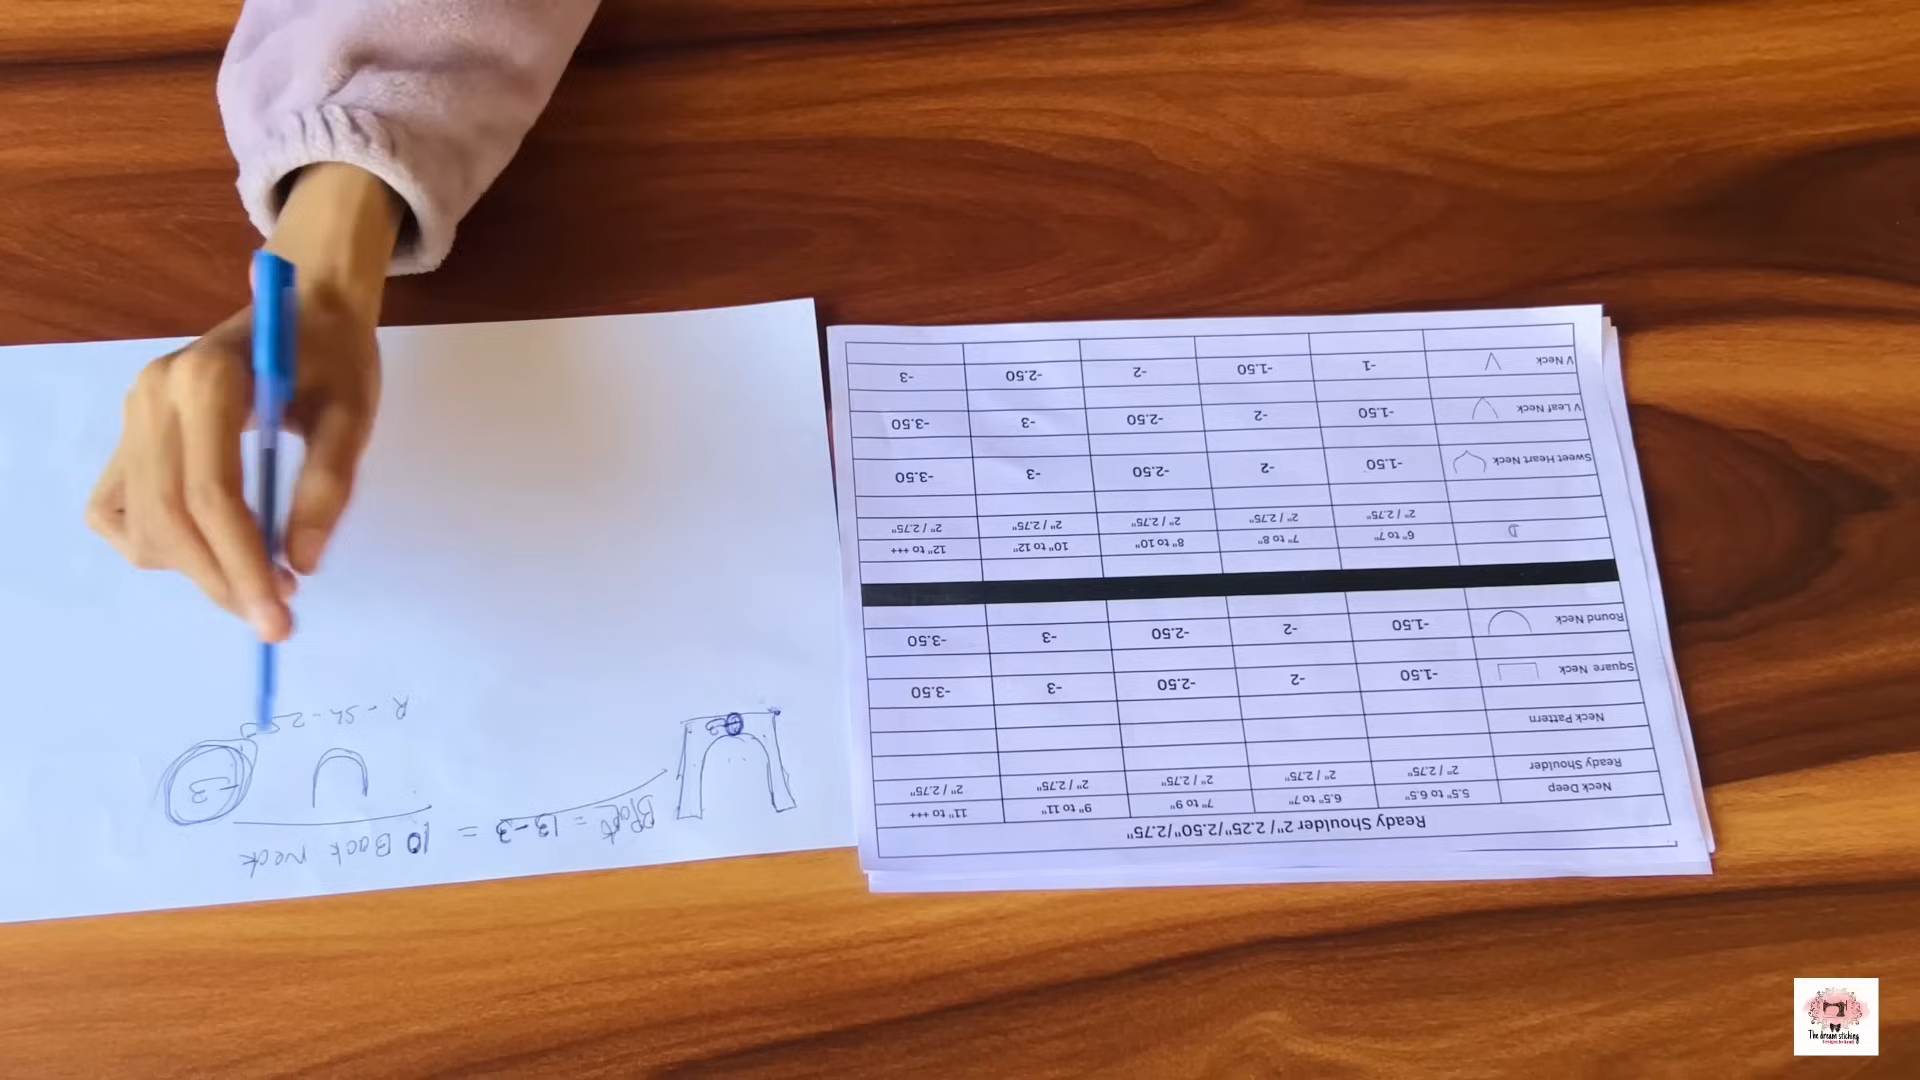 Ready Shoulder 2" / 2.25"/2.50"/2.75"
Neck Deep 5.5" to 6.5" 6.5" to 7" 7" to 9" 9" to 11" 11" to +++
Ready Shoulder 2" / 2.75" 2" / 2.75" 2" / 2.75" 2" / 2.75" 2" / 2.75"
Neck Pattern
Square Neck -1.50 -2 -2.50 -3 -3.50
Round Neck -1.50 -2 -2.50 -3 -3.50
D 6" to 7" 7" to 8" 8" to 10" 10" to 12" 12" to +++
2" / 2.75" 2" / 2.75" 2" / 2.75" 2" / 2.75" 2" / 2.75"
Sweet Heart Neck -1.50 -2 -2.50 -3 -3.50
V Leaf Neck -1.50 -2 -2.50 -3 -3.50
V Neck -1 -1.50 -2 -2.50 -3
= 13-3 = 10 Back Neck
-3
R - Sh - 2.5
-3
The dream stiching